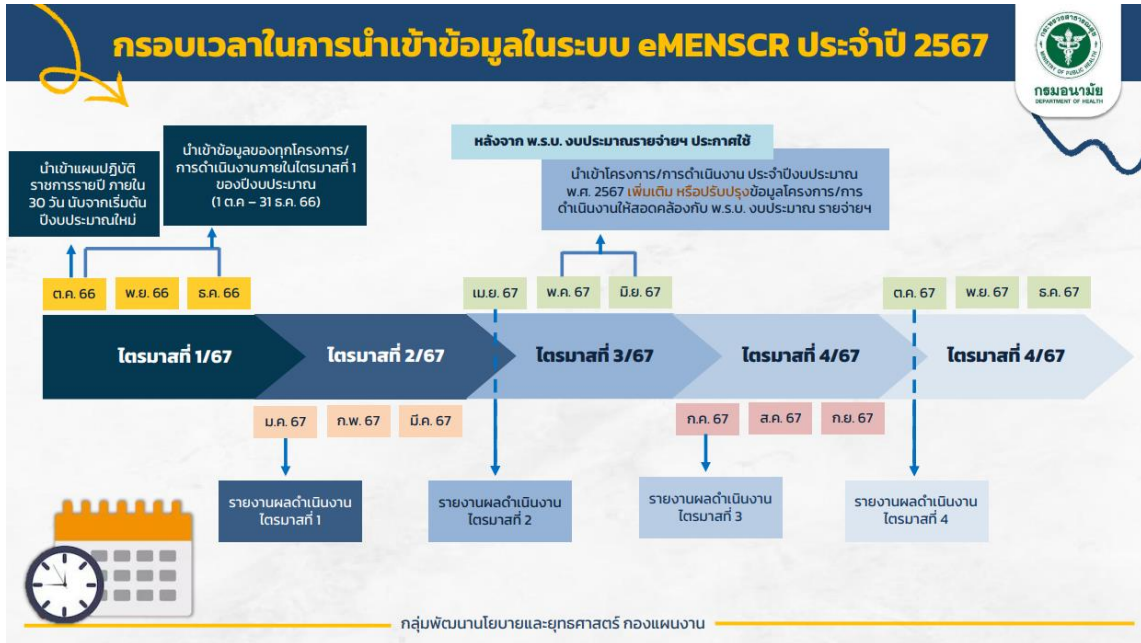 กรอบเวลาในการนำเข้าข้อมูลในระบบ eMENSCR ประจำปี 2567
กระทรวงสาธารณสุข
MINISTRY OF PUBLIC HEALTH
กรมอนามัย
DEPARTMENT OF HEALTH
นำเข้าแผนปฏิบัติ
ราชการรายปี ภายใน
30 วัน นับจากเริ่มต้น
ปีงบประมาณใหม่
นำเข้าข้อมูลของทุกโครงการ/
การดำเนินงานภายในไตรมาสที่ 1
ของปีงบประมาณ
(1 ต.ค – 31 ธ.ค. 66)
หลังจาก พ.ร.บ. งบประมาณรายจ่ายฯ ประกาศใช้
นำเข้าโครงการ/การดำเนินงาน ประจำปีงบประมาณ
พ.ศ. 2567 เพิ่มเติม หรือปรับปรุงข้อมูลโครงการ/การ
ดำเนินงานให้สอดคล้องกับ พ.ร.บ. งบประมาณ รายจ่ายฯ
ต.ค. 66 พ.ย. 66 ธ.ค. 66 เม.ย. 67 พ.ค. 67 มิ.ย. 67 ต.ค. 67 พ.ย. 67 ธ.ค. 67
ไตรมาสที่ 1/67 ไตรมาสที่ 2/67 ไตรมาสที่ 3/67 ไตรมาสที่ 4/67 ไตรมาสที่ 4/67
ม.ค. 67 ก.พ. 67 มี.ค. 67 ก.ค. 67 ส.ค. 67 ก.ย. 67
รายงานผลดำเนินงาน
ไตรมาสที่ 1
รายงานผลดำเนินงาน
ไตรมาสที่ 2
รายงานผลดำเนินงาน
ไตรมาสที่ 3
รายงานผลดำเนินงาน
ไตรมาสที่ 4
กลุ่มพัฒนานโยบายและยุทธศาสตร์ กองแผนงาน